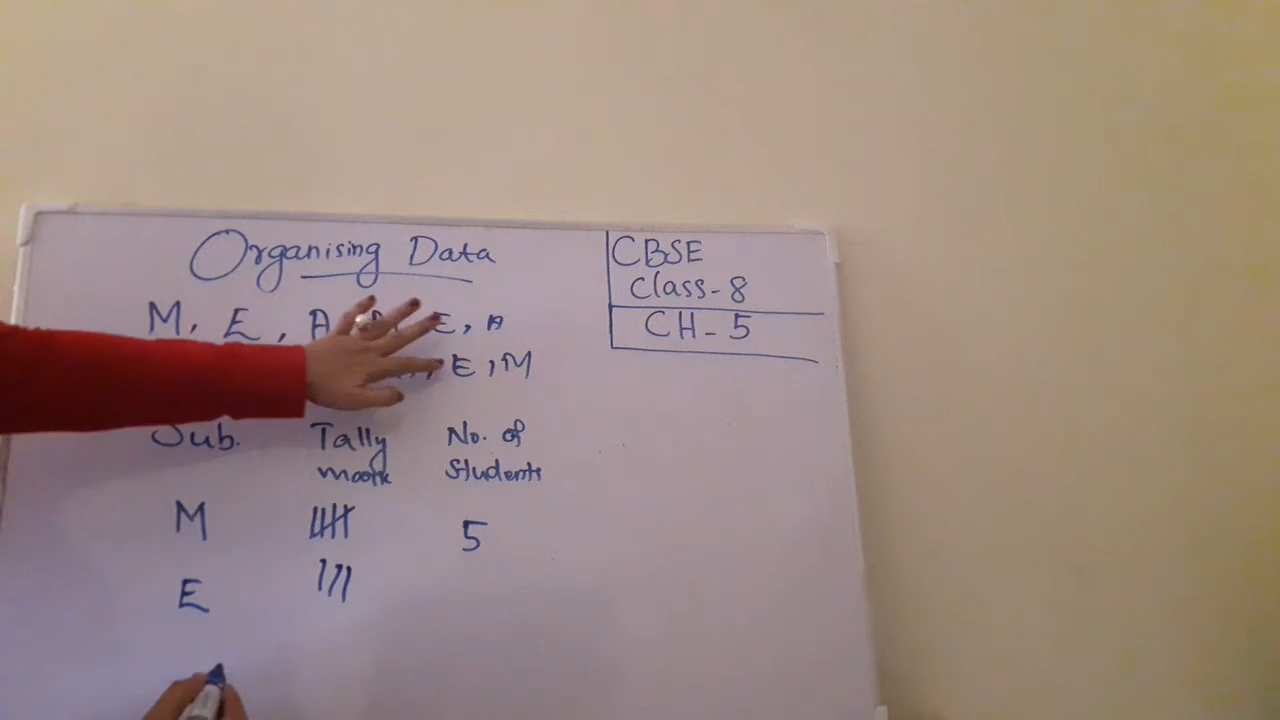 Organising Data
CBSE
Class-8
CH-5
M, E, A E, A
, E, M
Sub. Tally No. of
mark Students
M 5
E